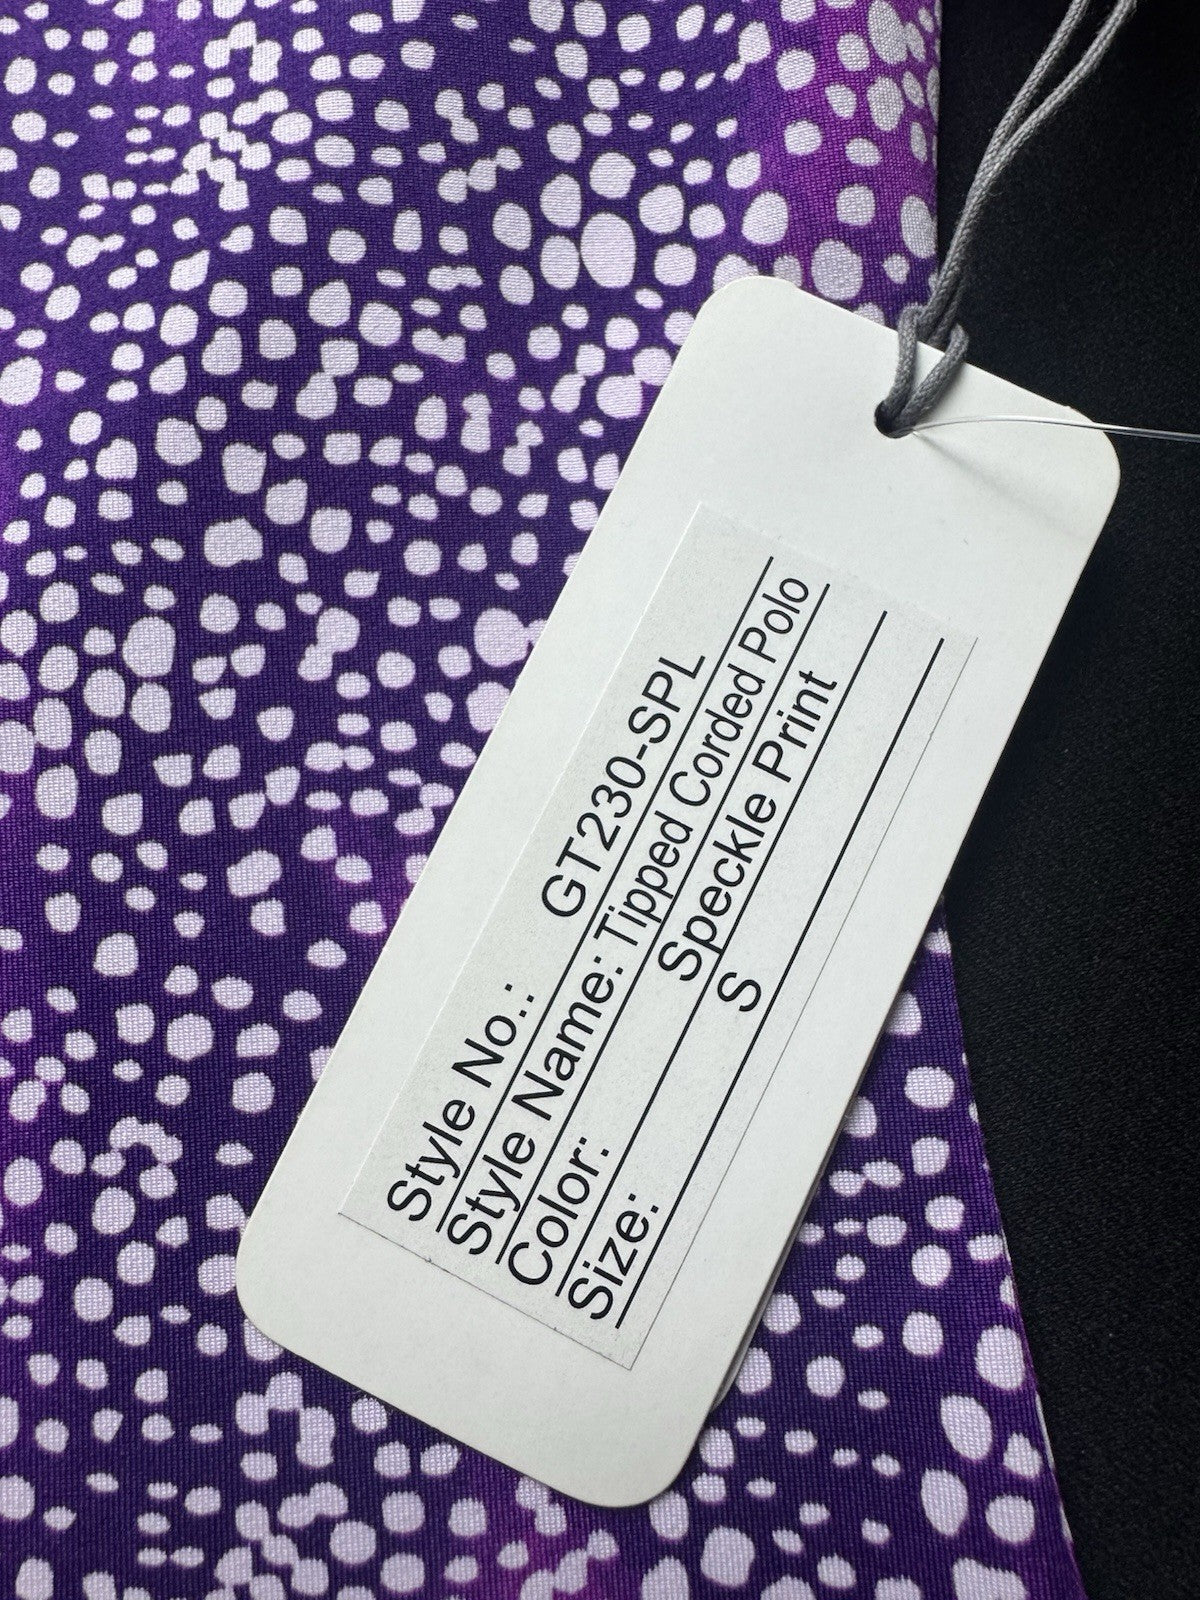 Style No.: GT230-SPL
Style Name: Tipped Corded Polo
Color: Speckle Print
Size: S